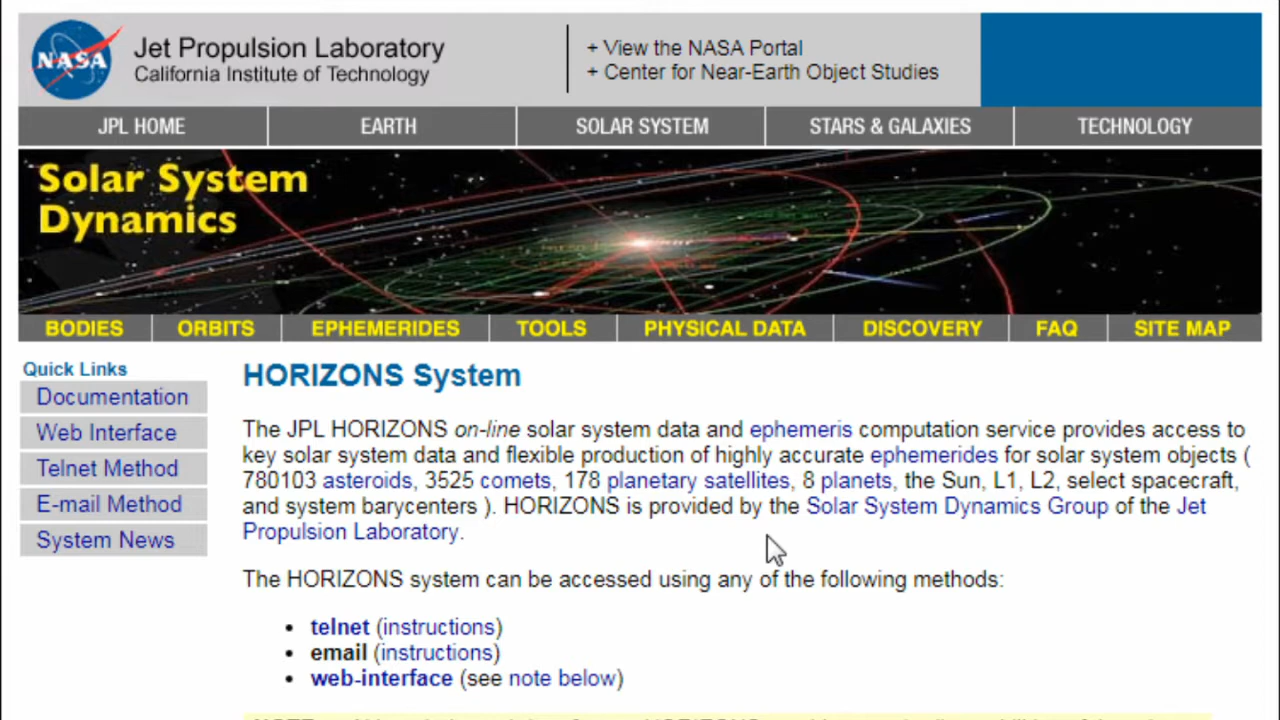 NASA
Jet Propulsion Laboratory
California Institute of Technology
+ View the NASA Portal
+ Center for Near-Earth Object Studies
JPL HOME
EARTH
SOLAR SYSTEM
STARS & GALAXIES
TECHNOLOGY
Solar System
Dynamics
BODIES
ORBITS
EPHEMERIDES
TOOLS
PHYSICAL DATA
DISCOVERY
FAQ
SITE MAP
Quick Links
Documentation
Web Interface
Telnet Method
E-mail Method
System News
HORIZONS System
The JPL HORIZONS on-line solar system data and ephemeris computation service provides access to
key solar system data and flexible production of highly accurate ephemerides for solar system objects (
780103 asteroids, 3525 comets, 178 planetary satellites, 8 planets, the Sun, L1, L2, select spacecraft,
and system barycenters ). HORIZONS is provided by the Solar System Dynamics Group of the Jet
Propulsion Laboratory.
The HORIZONS system can be accessed using any of the following methods:
• telnet (instructions)
• email (instructions)
• web-interface (see note below)